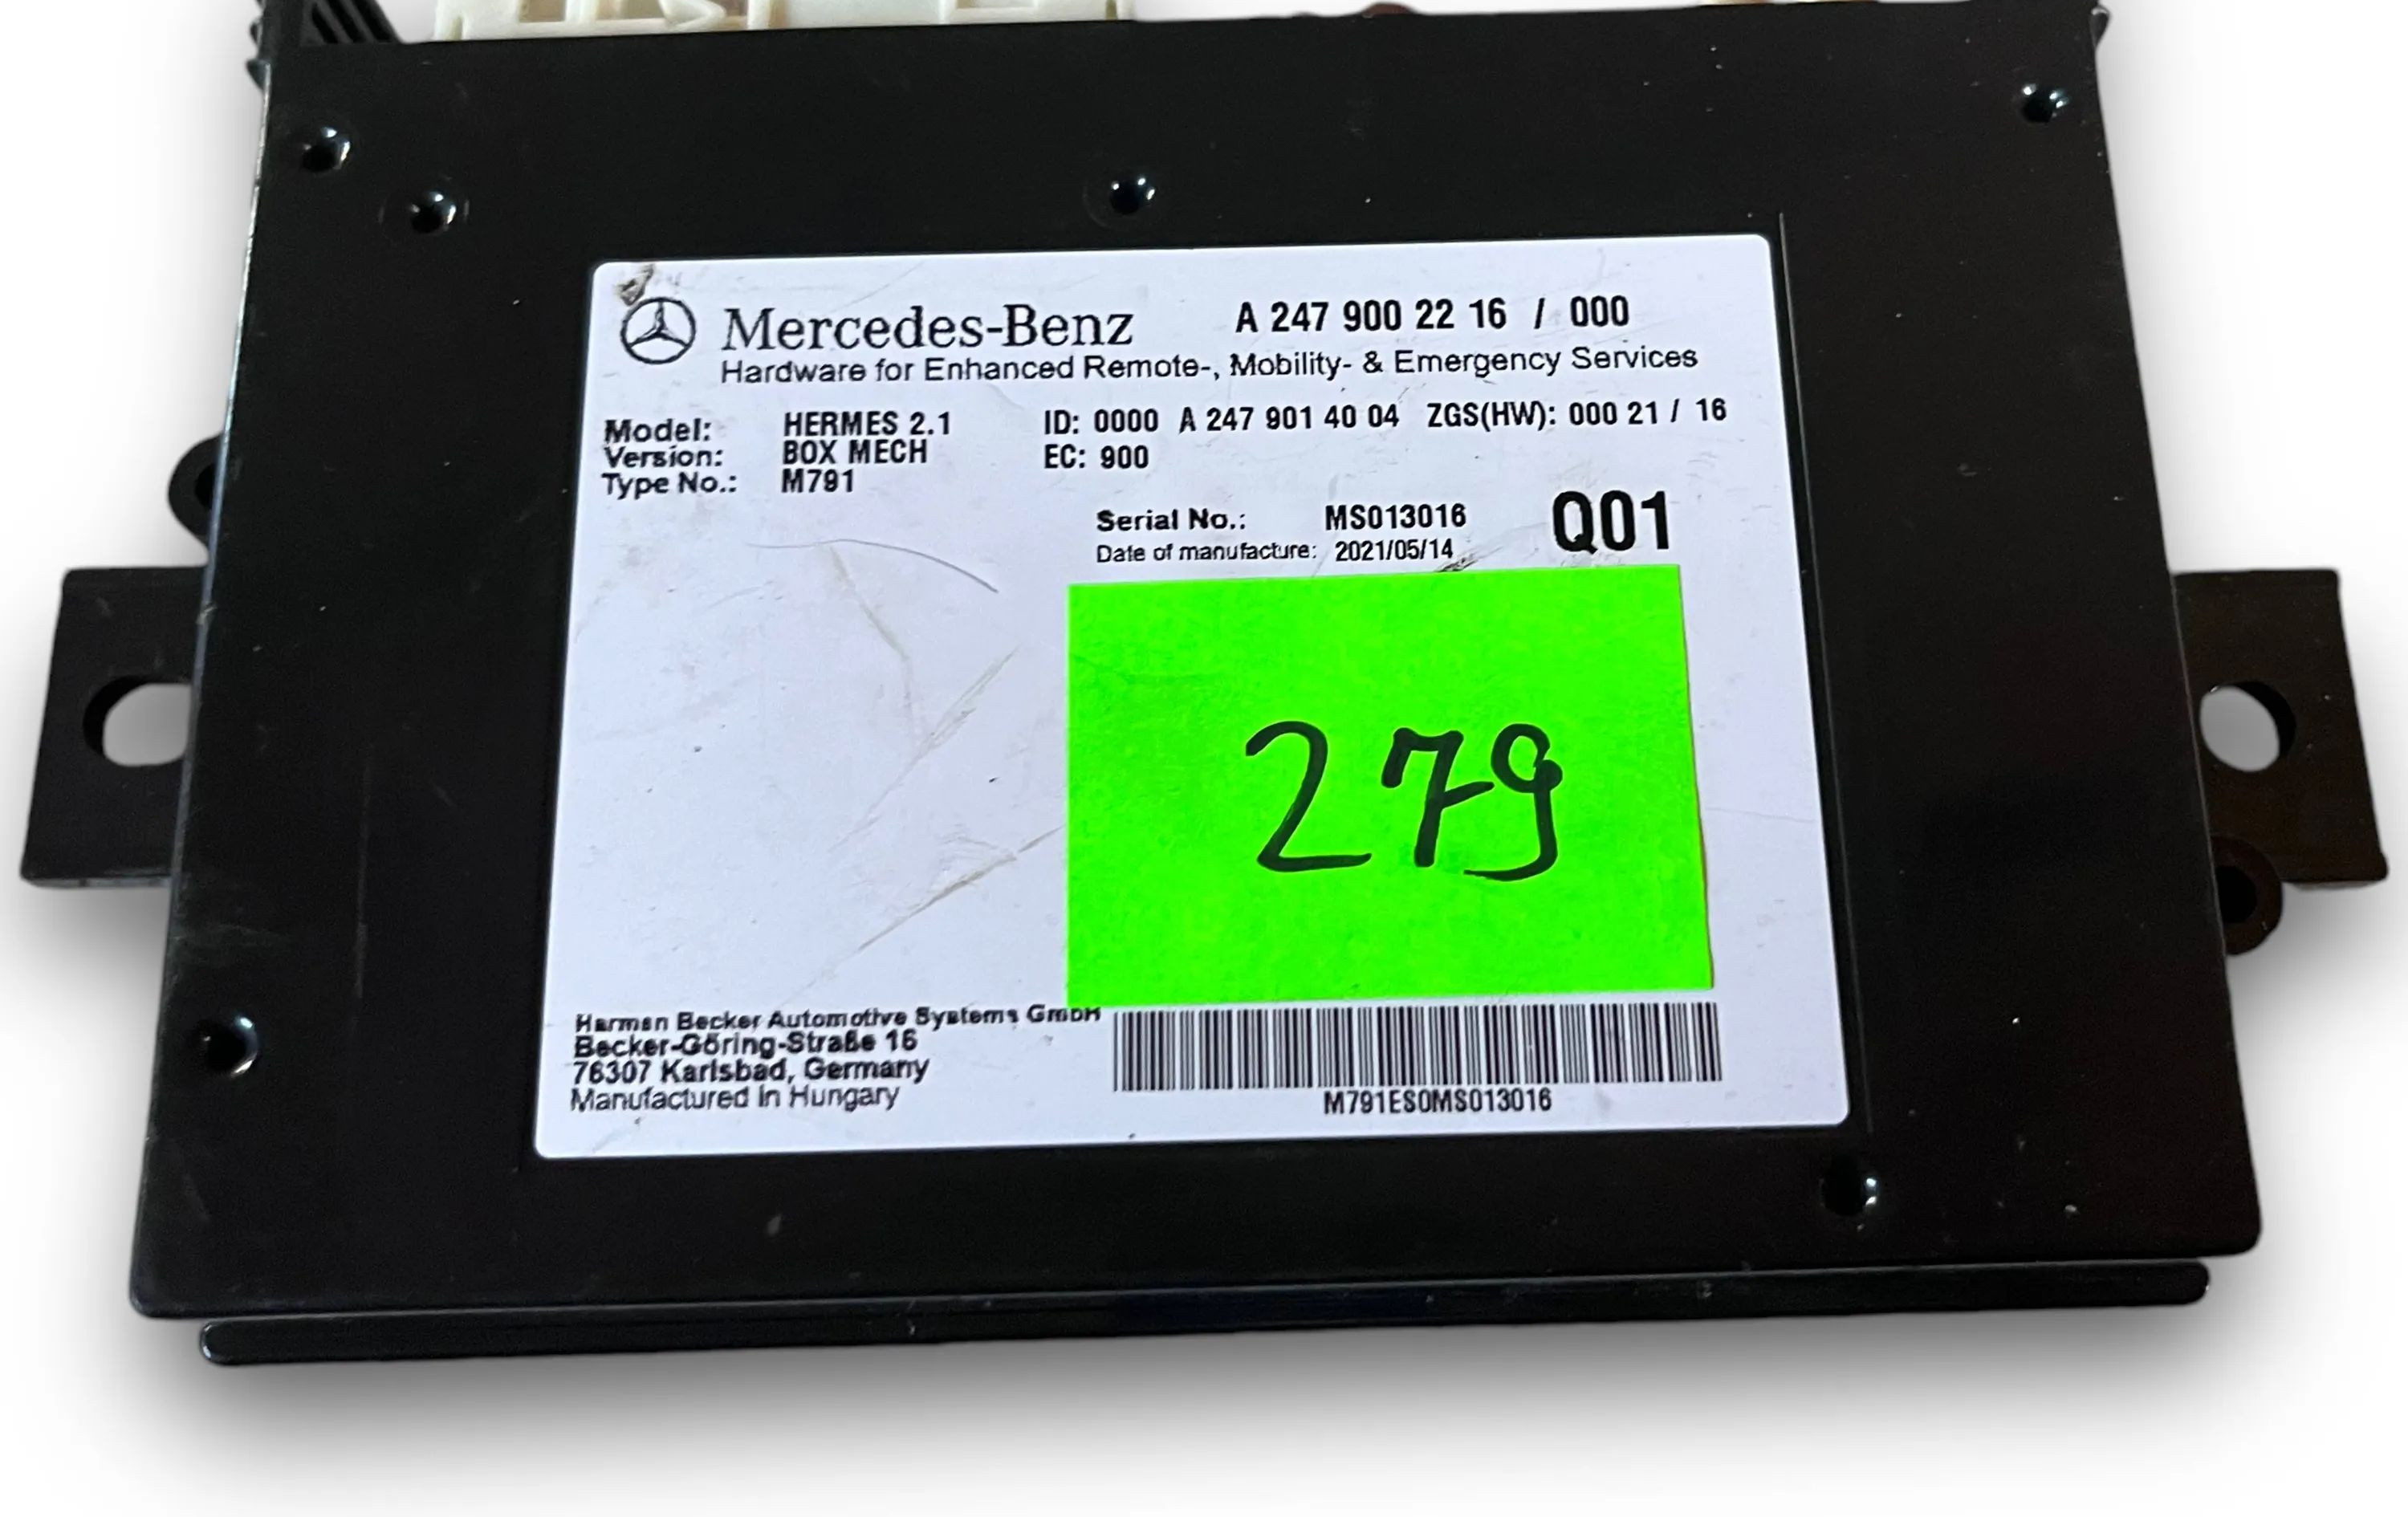 Mercedes-Benz A 247 900 22 16 / 000
Hardware for Enhanced Remote-, Mobility- & Emergency Services
Model: HERMES 2.1 ID: 0000 A 247 901 40 04 ZGS(HW): 000 21 / 16
Version: BOX MECH EC: 900
Type No.: M791
Serial No.: MS013016 Q01
Date of manufacture: 2021/05/14
279
Harman Becker Automotive Systems GmbH
Becker-Göring-Straße 16
76307 Karlsbad, Germany
Manufactured in Hungary
M791ES0MS013016